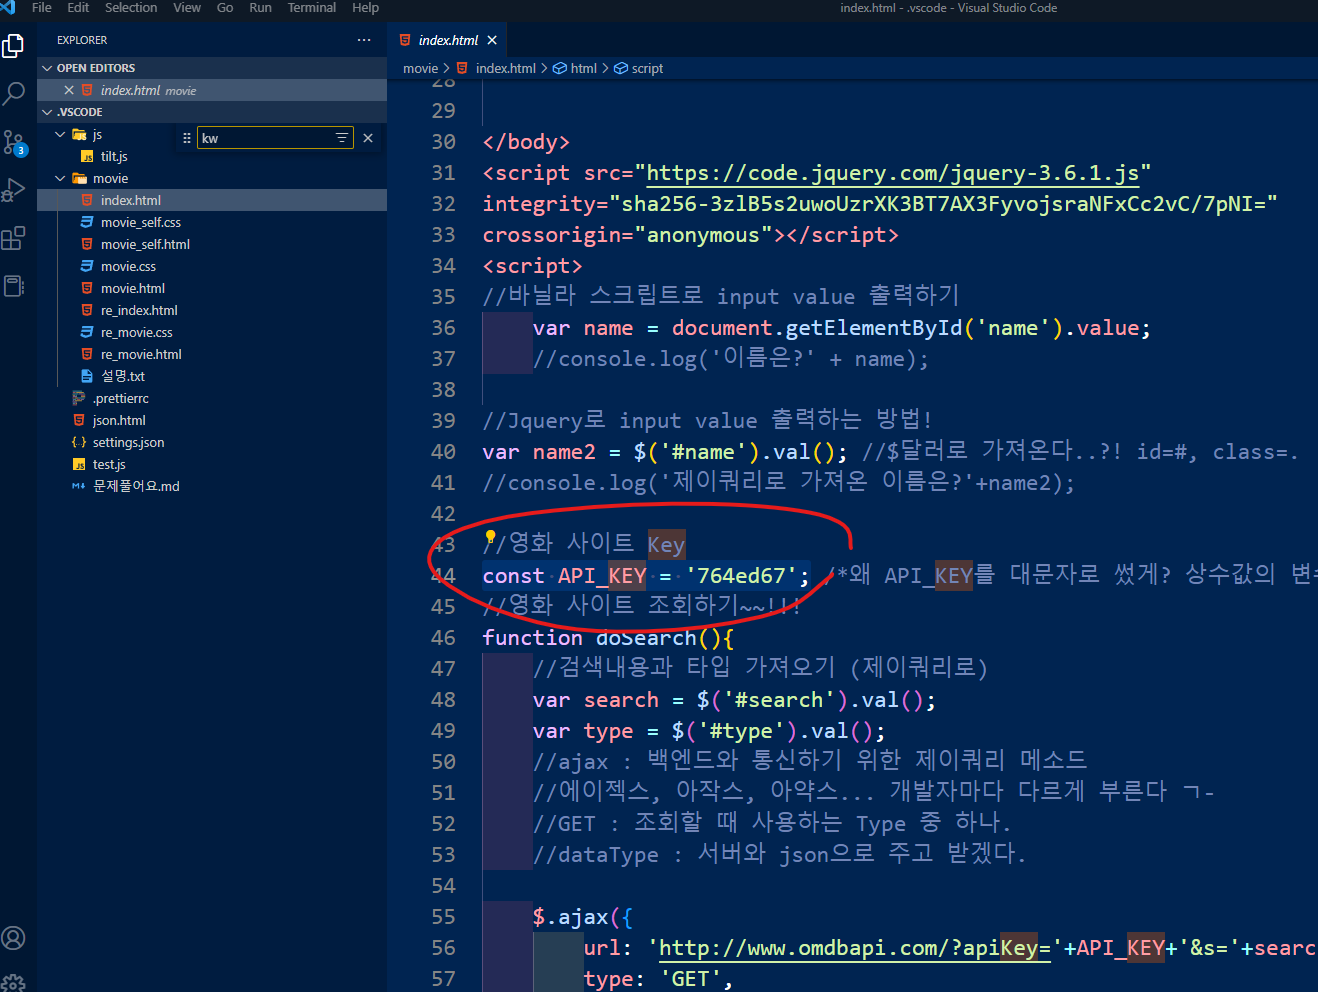 File Edit Selection View Go Run Terminal Help
index.html - .vscode - Visual Studio Code
EXPLORER
OPEN EDITORS
index.html movie
.VSCODE
js
kw
tilt.js
movie
index.html
movie_self.css
movie_self.html
movie.css
movie.html
re_index.html
re_movie.css
re_movie.html
설명.txt
.prettierrc
json.html
settings.json
test.js
문제풀어요.md
3
index.html
movie > index.html > html > script
28
29
30 </body>
31 <script src="https://code.jquery.com/jquery-3.6.1.js"
32 integrity="sha256-3zlB5s2uwoUzrXK3BT7AX3FyvojsraNFxCc2vC/7pNI="
33 crossorigin="anonymous"></script>
34 <script>
35 //바닐라 스크립트로 input value 출력하기
36 var name = document.getElementById('name').value;
37 //console.log('이름은?' + name);
38
39 //Jquery로 input value 출력하는 방법!
40 var name2 = $('#name').val(); //$달러로 가져온다..?! id=#, class=.
41 //console.log('제이쿼리로 가져온 이름은?'+name2);
42
43 //영화 사이트 Key
44 const API_KEY = '764ed67'; /*왜 API_KEY를 대문자로 썼게? 상수값의 변
45 //영화 사이트 조회하기~~!!!
46 function doSearch(){
47 //검색내용과 타입 가져오기 (제이쿼리로)
48 var search = $('#search').val();
49 var type = $('#type').val();
50 //ajax : 백엔드와 통신하기 위한 제이쿼리 메소드
51 //에이젝스, 아작스, 아약스... 개발자마다 다르게 부른다 ㄱ-
52 //GET : 조회할 때 사용하는 Type 중 하나.
53 //dataType : 서버와 json으로 주고 받겠다.
54
55 $.ajax({
56 url: 'http://www.omdbapi.com/?apiKey='+API_KEY+'&s='+searc
57 type: 'GET',